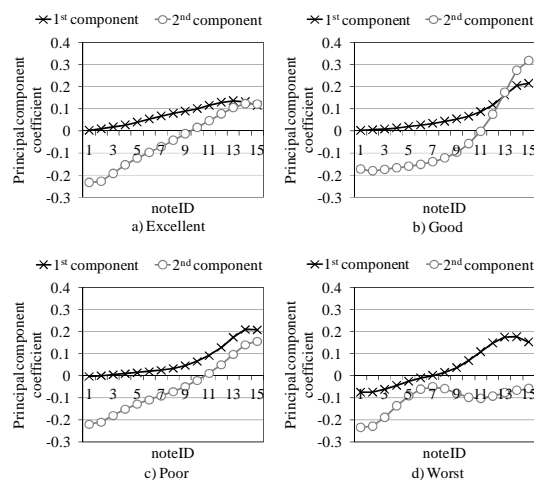 1st component 2nd component
Principal component
coefficient
0.4
0.3
0.2
0.1
0
-0.1
-0.2
-0.3
1 3 5 7 9 11 13 15
noteID
a) Excellent
1st component 2nd component
Principal component
coefficient
0.4
0.3
0.2
0.1
0
-0.1
-0.2
-0.3
1 3 5 7 9 11 13 15
noteID
b) Good
1st component 2nd component
Principal component
coefficient
0.4
0.3
0.2
0.1
0
-0.1
-0.2
-0.3
1 3 5 7 9 11 13 15
noteID
c) Poor
1st component 2nd component
Principal component
coefficient
0.4
0.3
0.2
0.1
0
-0.1
-0.2
-0.3
1 3 5 7 9 11 13 15
noteID
d) Worst